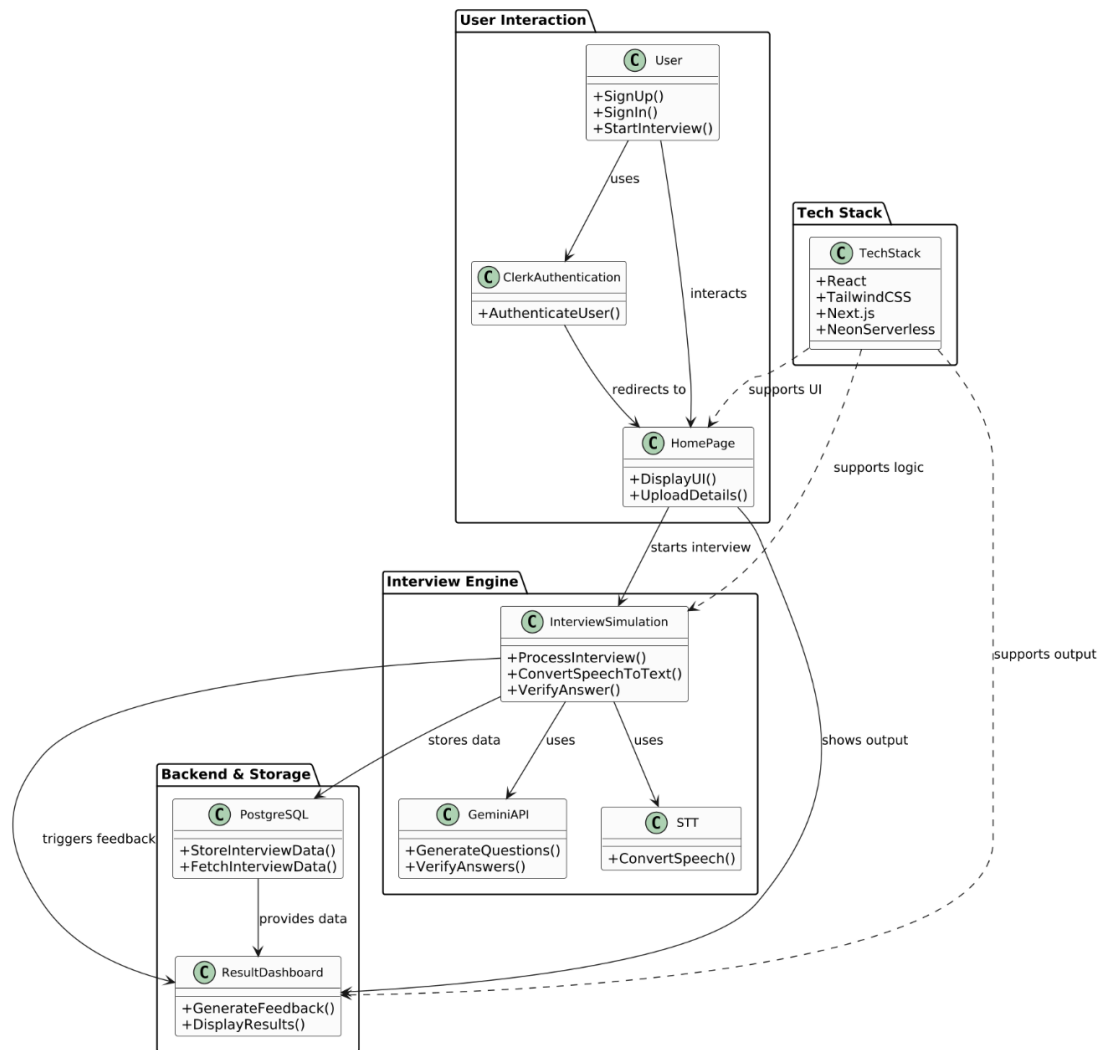 User Interaction
C User
+SignUp()
+SignIn()
+StartInterview()
uses
Tech Stack
C TechStack
+React
+TailwindCSS
+Next.js
+NeonServerless
C ClerkAuthentication
+AuthenticateUser()
interacts
redirects to
supports UI
C HomePage
+DisplayUI()
+UploadDetails()
supports logic
starts interview
Interview Engine
C InterviewSimulation
+ProcessInterview()
+ConvertSpeechToText()
+VerifyAnswer()
supports output
stores data
uses
uses
shows output
Backend & Storage
C PostgreSQL
+StoreInterviewData()
+FetchInterviewData()
C GeminiAPI
+GenerateQuestions()
+VerifyAnswers()
C STT
+ConvertSpeech()
triggers feedback
provides data
C ResultDashboard
+GenerateFeedback()
+DisplayResults()